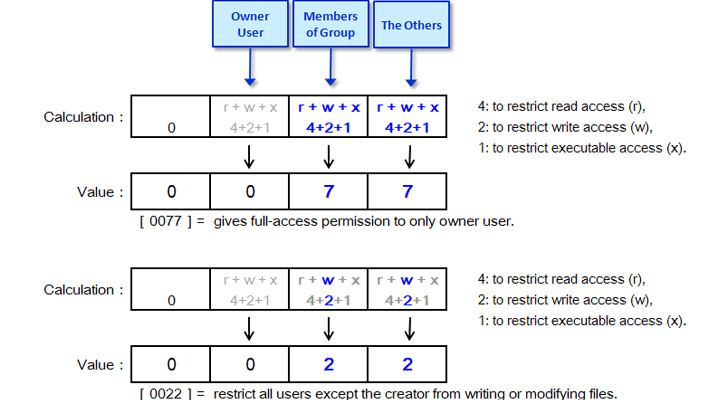 Owner User
Members of Group
The Others
Calculation :
0
r + w + x
4+2+1
r + w + x
4+2+1
r + w + x
4+2+1
4: to restrict read access (r),
2: to restrict write access (w),
1: to restrict executable access (x).
Value :
0
0
7
7
[ 0077 ] = gives full-access permission to only owner user.
Calculation :
0
r + w + x
4+2+1
r + w + x
4+2+1
r + w + x
4+2+1
4: to restrict read access (r),
2: to restrict write access (w),
1: to restrict executable access (x).
Value :
0
0
2
2
[ 0022 ] = restrict all users except the creator from writing or modifying files.